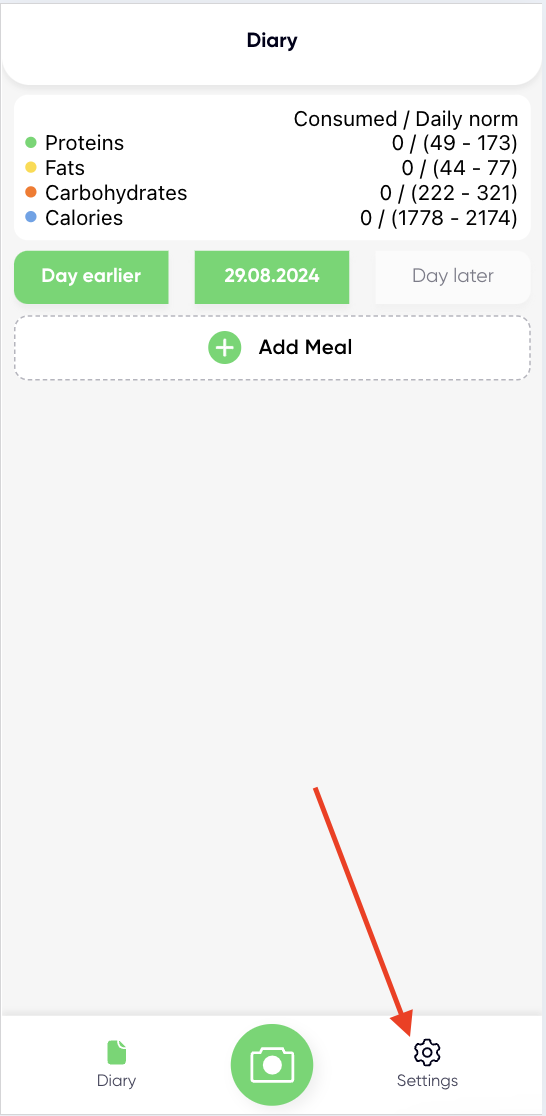 Diary
Consumed / Daily norm
Proteins 0 / (49 - 173)
Fats 0 / (44 - 77)
Carbohydrates 0 / (222 - 321)
Calories 0 / (1778 - 2174)
Day earlier 29.08.2024 Day later
Add Meal
Diary Settings